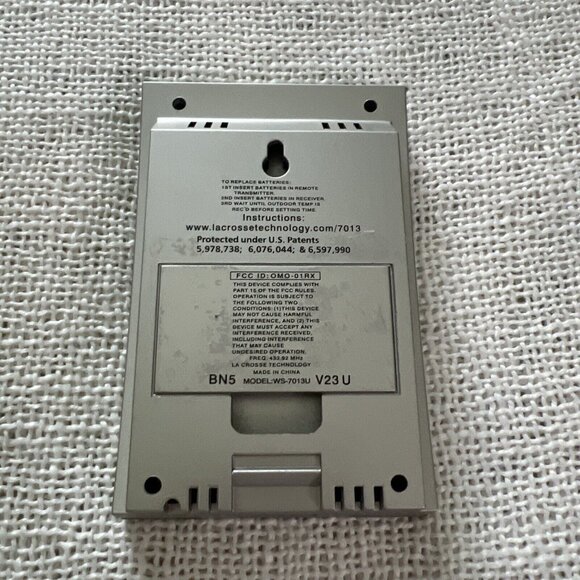 TO REPLACE BATTERIES:
1ST INSERT BATTERIES IN REMOTE
TRANSMITTER.
2ND INSERT BATTERIES IN RECEIVER.
3RD WAIT UNTIL OUTDOOR TEMP IS
REC'D BEFORE SETTING TIME.
Instructions:
www.lacrossetechnology.com/7013
Protected under U.S. Patents
5,978,738; 6,076,044; & 6,597,990
FCC ID:OMO-01RX
THIS DEVICE COMPLIES WITH
PART 15 OF THE FCC RULES.
OPERATION IS SUBJECT TO
THE FOLLOWING TWO
CONDITIONS: (1)THIS DEVICE
MAY NOT CAUSE HARMFUL
INTERFERENCE, AND (2) THIS
DEVICE MUST ACCEPT ANY
INTERFERENCE RECEIVED,
INCLUDING INTERFERENCE
THAT MAY CAUSE
UNDESIRED OPERATION.
FREQ: 433.92 MHz
LA CROSSE TECHNOLOGY
MADE IN CHINA
BN5 MODEL:WS-7013U V23 U